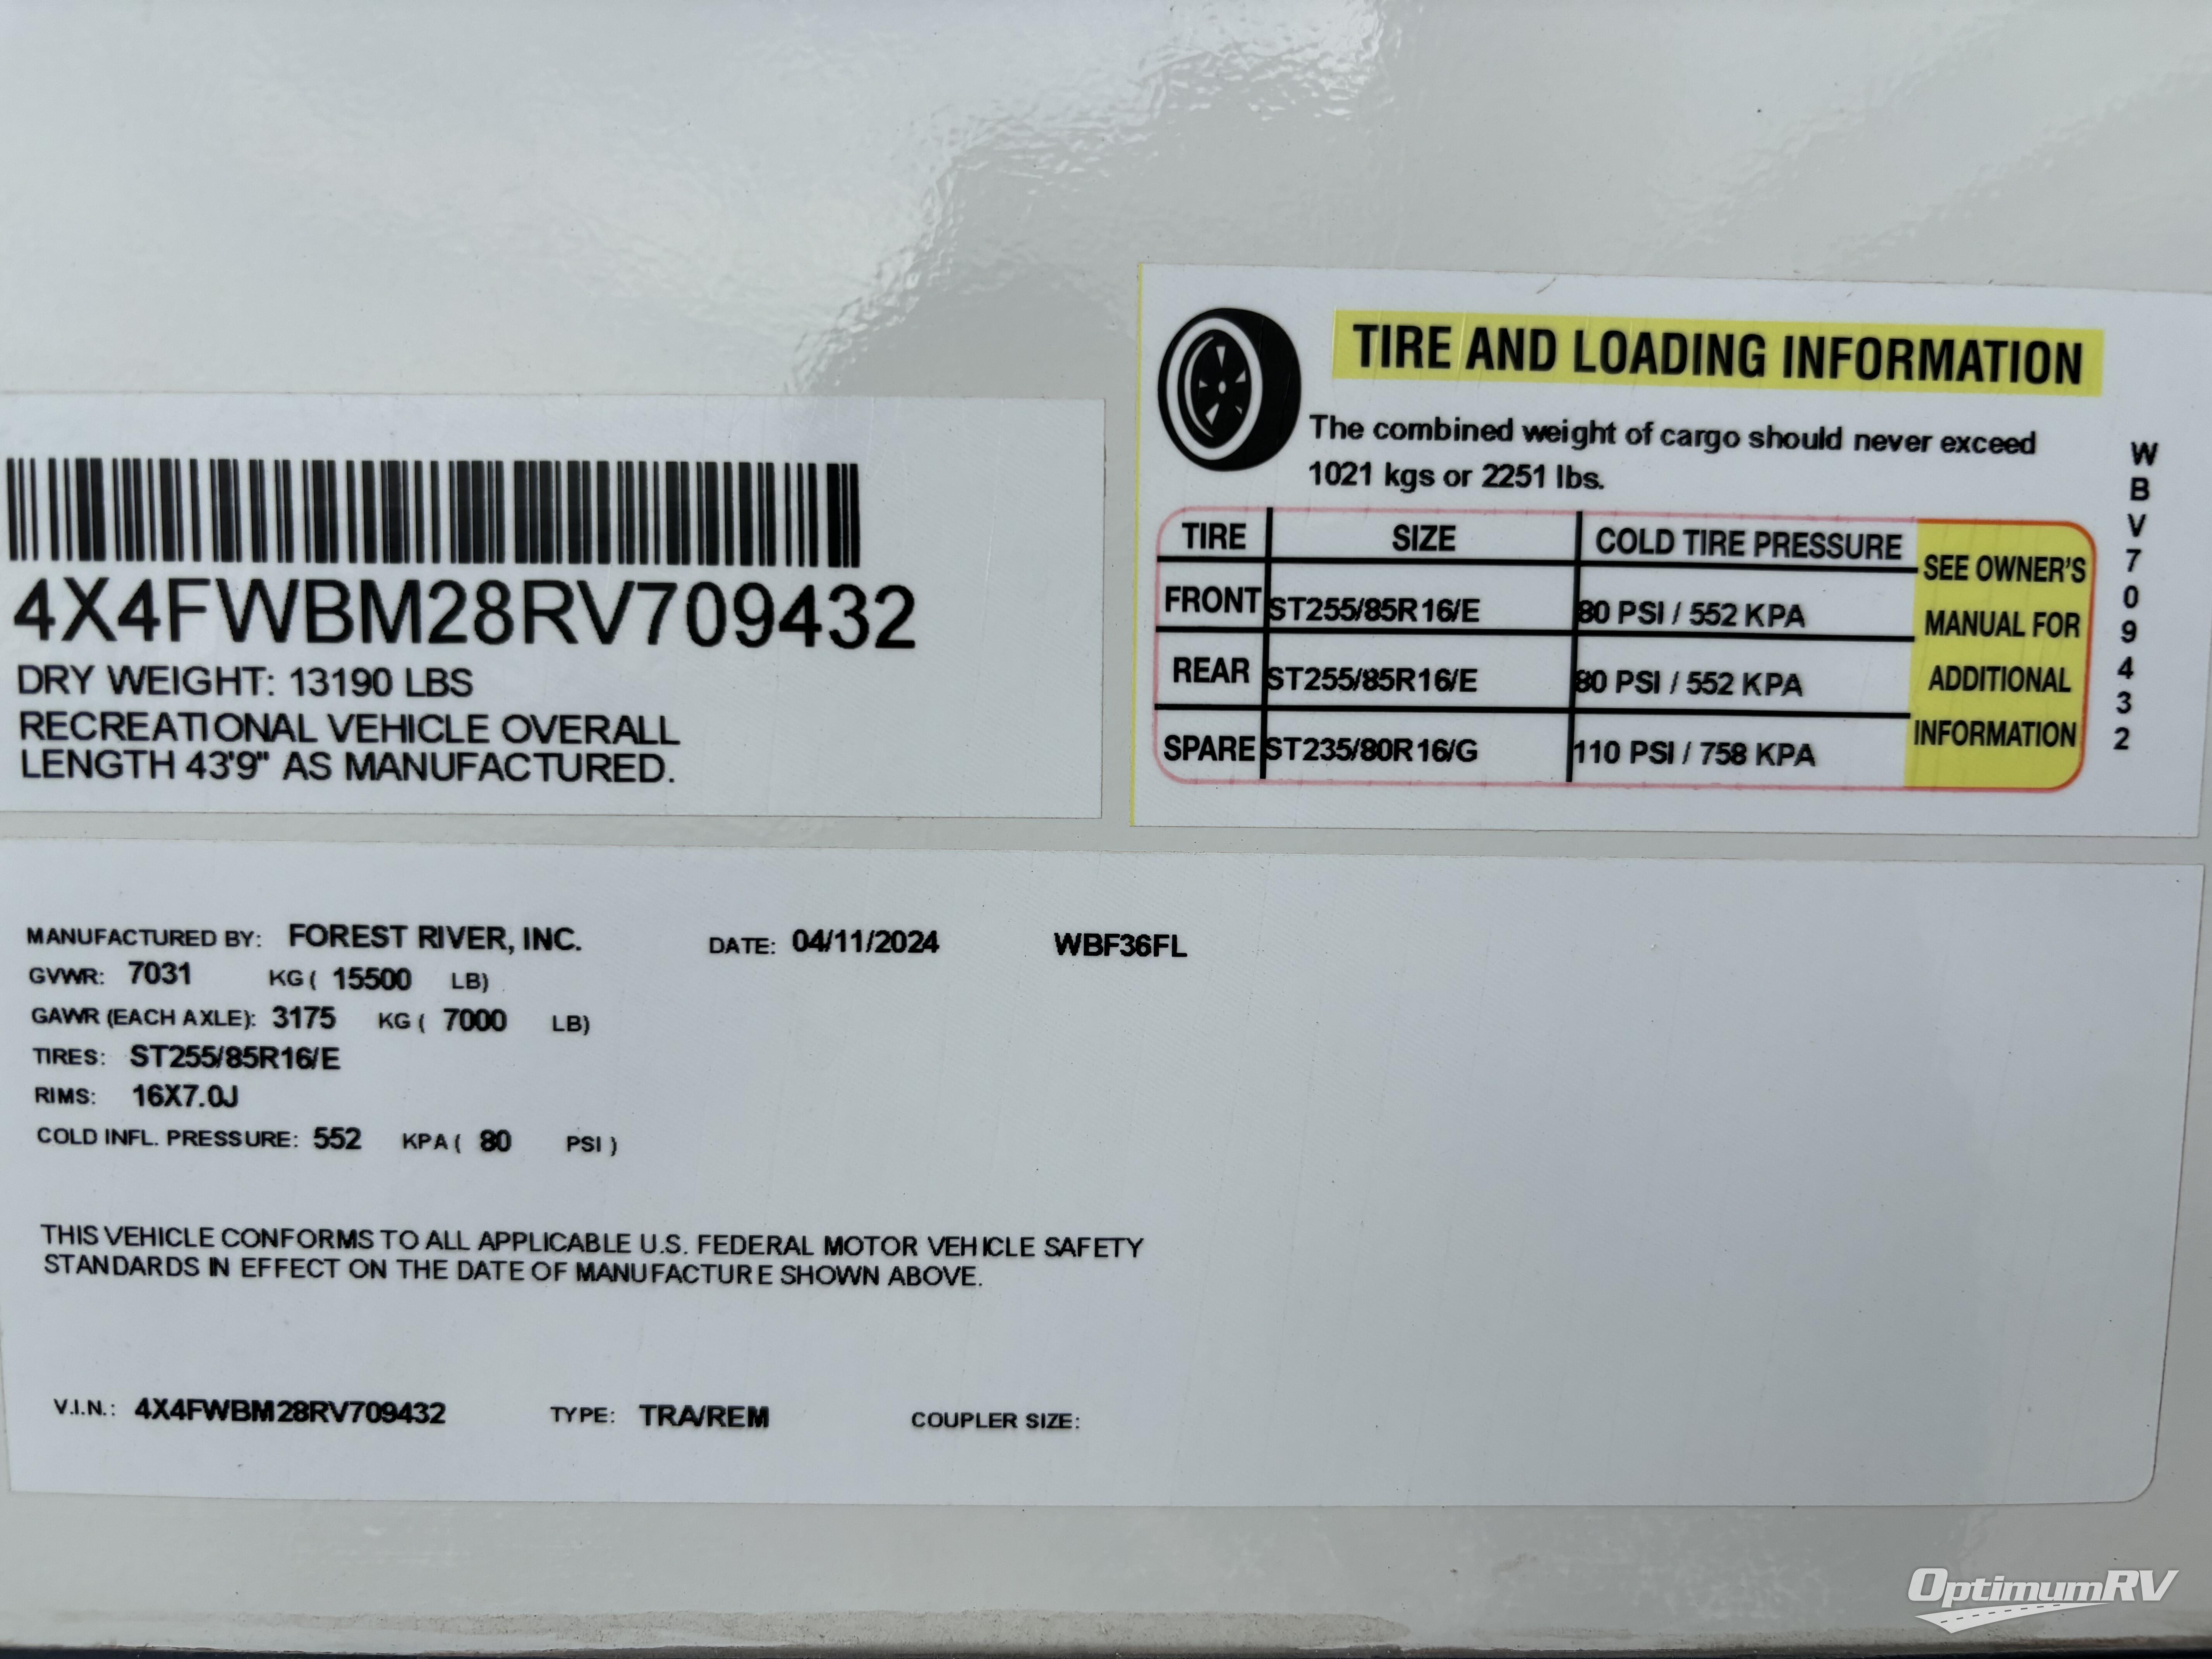 TIRE AND LOADING INFORMATION
The combined weight of cargo should never exceed
1021 kgs or 2251 lbs.
TIRE SIZE COLD TIRE PRESSURE
FRONT ST255/85R16/E 80 PSI / 552 KPA
REAR ST255/85R16/E 80 PSI / 552 KPA
SPARE ST235/80R16/G 110 PSI / 758 KPA
SEE OWNER'S
MANUAL FOR
ADDITIONAL
INFORMATION
WBV709432
4X4FWBM28RV709432
DRY WEIGHT: 13190 LBS
RECREATIONAL VEHICLE OVERALL
LENGTH 43'9" AS MANUFACTURED.
MANUFACTURED BY: FOREST RIVER, INC. DATE: 04/11/2024 WBF36FL
GVWR: 7031 KG ( 15500 LB)
GAWR (EACH AXLE): 3175 KG ( 7000 LB)
TIRES: ST255/85R16/E
RIMS: 16X7.0J
COLD INFL. PRESSURE: 552 KPA ( 80 PSI )
THIS VEHICLE CONFORMS TO ALL APPLICABLE U.S. FEDERAL MOTOR VEHICLE SAFETY
STANDARDS IN EFFECT ON THE DATE OF MANUFACTURE SHOWN ABOVE.
V.I.N.: 4X4FWBM28RV709432 TYPE: TRA/REM COUPLER SIZE:
OptimumRV